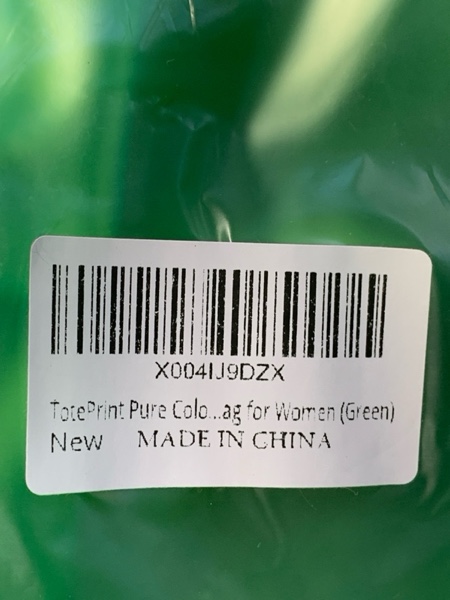 X004IJ9DZX
TotePrint Pure Colo...ag for Women (Green)
New MADE IN CHINA